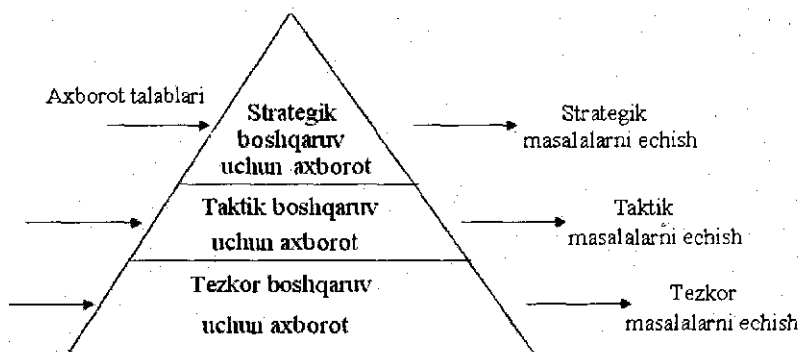 Axborot talablari
Strategik
boshqaruv
uchun axborot
Strategik
masalalarni echish
Taktik boshqaruv
uchun axborot
Taktik
masalalarni echish
Tezkor boshqaruv
uchun axborot
Tezkor
masalalarni echish